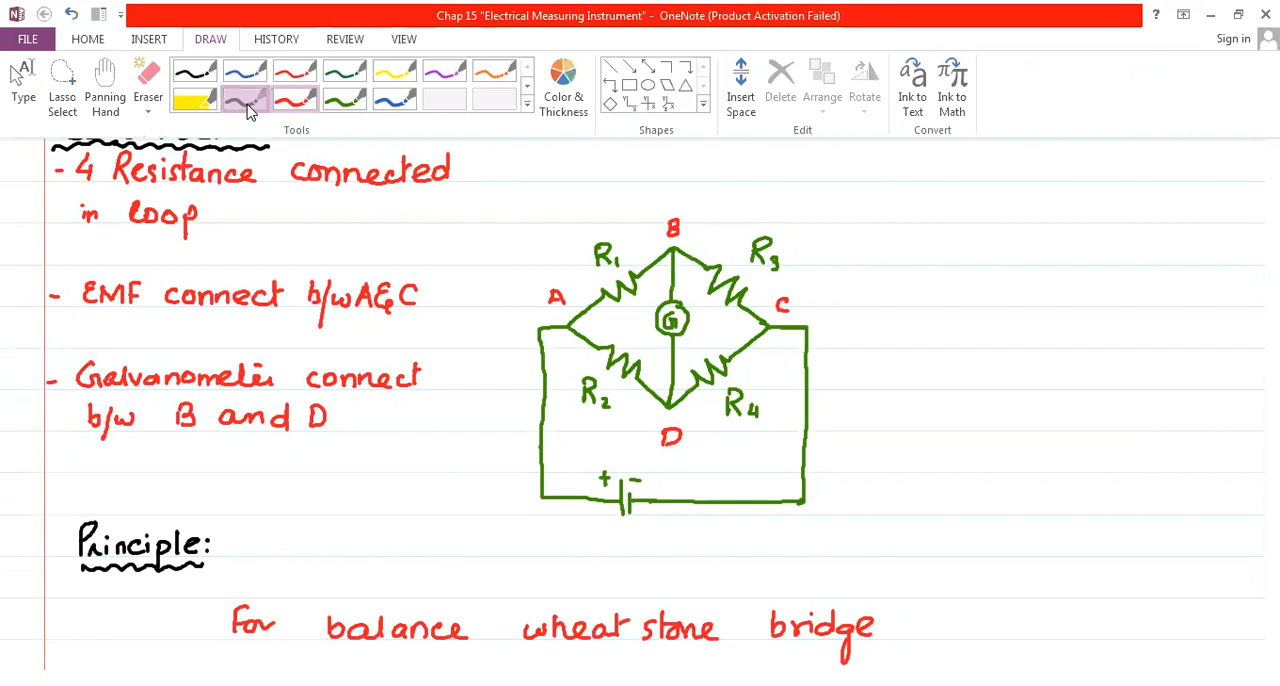 Chap 15 "Electrical Measuring Instrument" - OneNote (Product Activation Failed)
?
Sign in
FILE HOME INSERT DRAW HISTORY REVIEW VIEW
Type
Lasso Select
Panning Hand
Eraser
Color & Thickness
Insert Space
Delete
Arrange
Rotate
Ink to Text
Ink to Math
Tools
Shapes
Edit
Convert
- 4 Resistance connected
in loop
- EMF connect b/w A & C
- Galvanometer connect
b/w B and D
B
R1
R3
A
G
C
R2
R4
D
+ -
Principle:
For balance wheat stone bridge